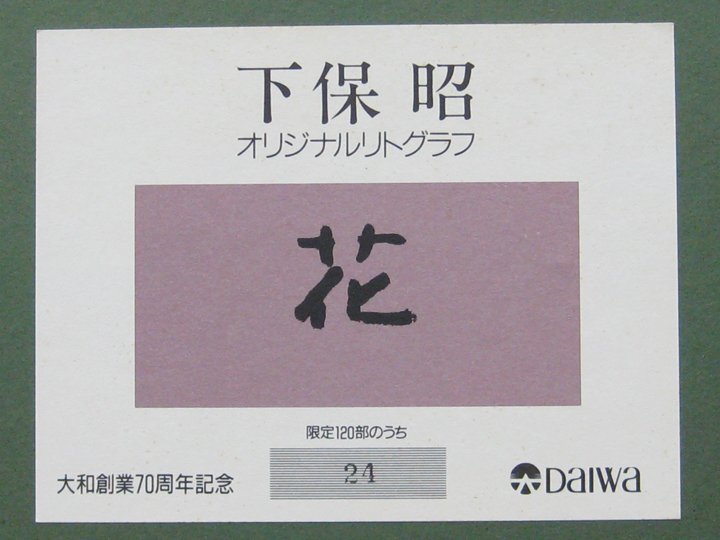 下保 昭
オリジナルリトグラフ
花
限定120部のうち
24
大和創業70周年記念
DAIWA